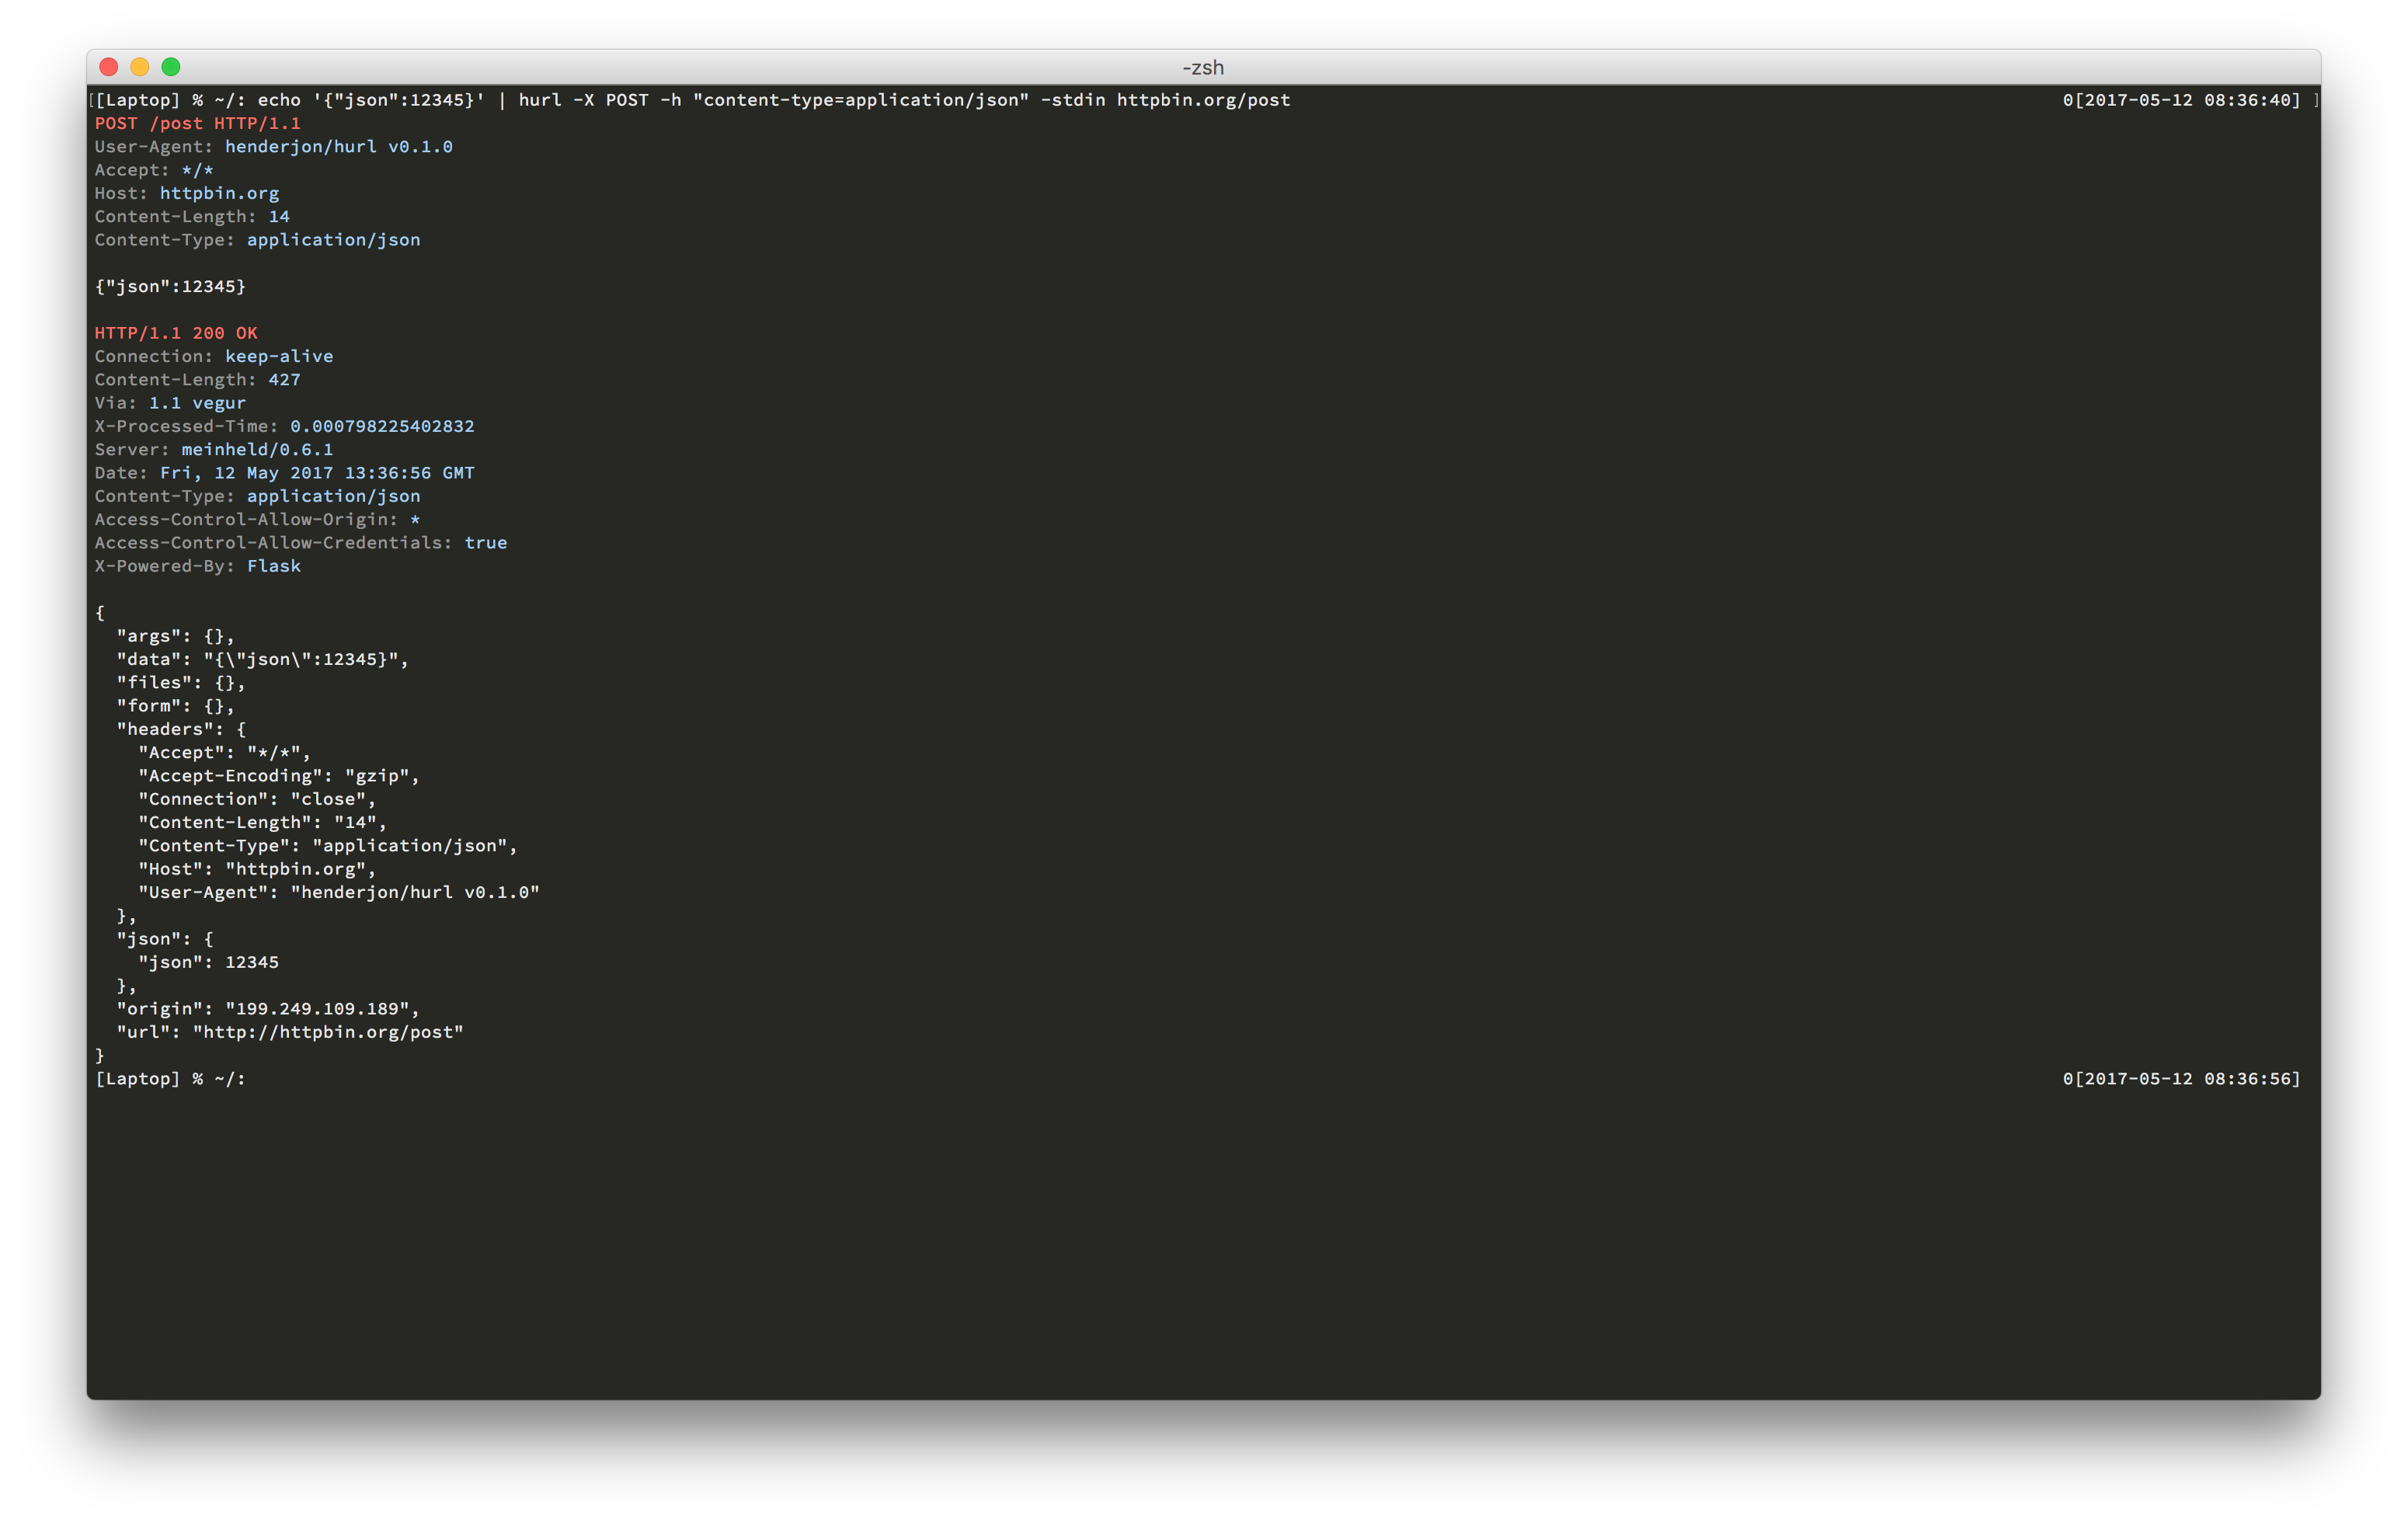 -zsh
[[Laptop] % ~/: echo '{"json":12345}' | hurl -X POST -h "content-type=application/json" -stdin httpbin.org/post 0[2017-05-12 08:36:40] ]
POST /post HTTP/1.1
User-Agent: henderjon/hurl v0.1.0
Accept: */*
Host: httpbin.org
Content-Length: 14
Content-Type: application/json

{"json":12345}

HTTP/1.1 200 OK
Connection: keep-alive
Content-Length: 427
Via: 1.1 vegur
X-Processed-Time: 0.000798225402832
Server: meinheld/0.6.1
Date: Fri, 12 May 2017 13:36:56 GMT
Content-Type: application/json
Access-Control-Allow-Origin: *
Access-Control-Allow-Credentials: true
X-Powered-By: Flask

{
  "args": {},
  "data": "{\"json\":12345}",
  "files": {},
  "form": {},
  "headers": {
    "Accept": "*/*",
    "Accept-Encoding": "gzip",
    "Connection": "close",
    "Content-Length": "14",
    "Content-Type": "application/json",
    "Host": "httpbin.org",
    "User-Agent": "henderjon/hurl v0.1.0"
  },
  "json": {
    "json": 12345
  },
  "origin": "199.249.109.189",
  "url": "http://httpbin.org/post"
}
[Laptop] % ~/: 0[2017-05-12 08:36:56]